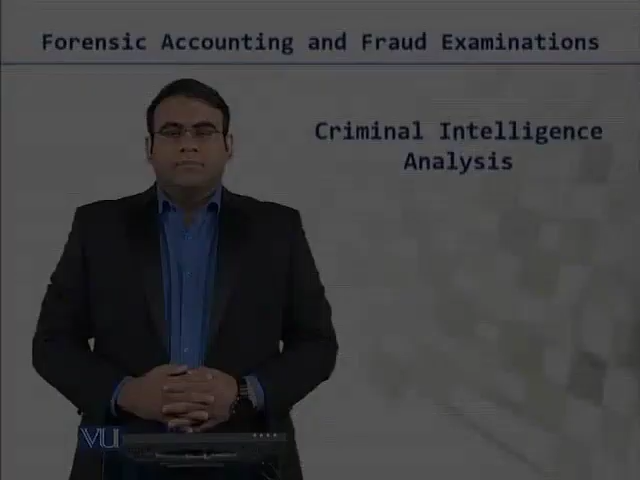 Forensic Accounting and Fraud Examinations
Criminal Intelligence
Analysis
VU